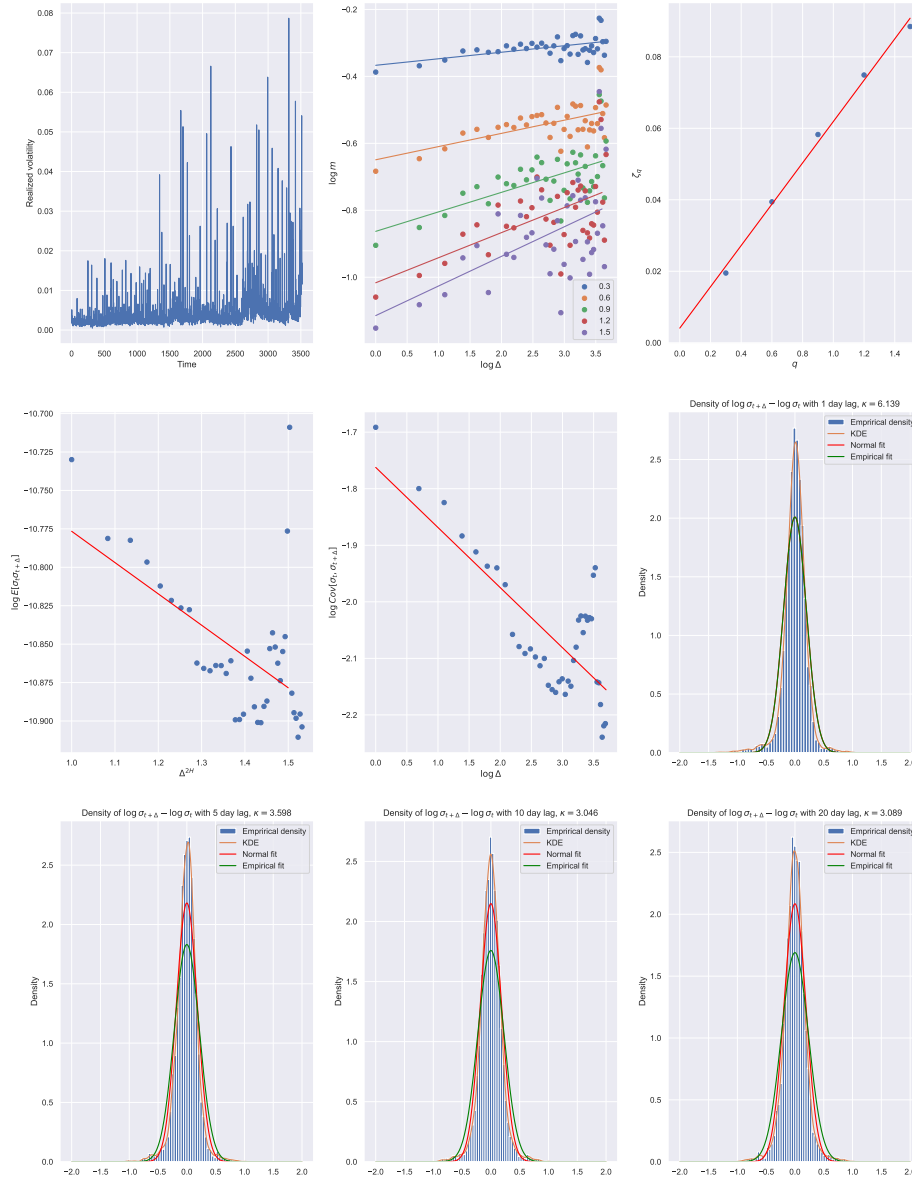 0.08
0.07
0.06
0.05
0.04
0.03
0.02
0.01
0.00
Realized volatility
0 500 1000 1500 2000 2500 3000 3500
Time
−0.2
−0.4
−0.6
−0.8
−1.0
log m
0.0 0.5 1.0 1.5 2.0 2.5 3.0 3.5
log Δ
0.3
0.6
0.9
1.2
1.5
0.08
0.06
0.04
0.02
0.00
ζq
0.0 0.2 0.4 0.6 0.8 1.0 1.2 1.4
q
−10.700
−10.725
−10.750
−10.775
−10.800
−10.825
−10.850
−10.875
−10.900
log E[σtσt+Δ]
1.0 1.1 1.2 1.3 1.4 1.5
Δ^2H
−1.7
−1.8
−1.9
−2.0
−2.1
−2.2
log Cov[σt, σt+Δ]
0.0 0.5 1.0 1.5 2.0 2.5 3.0 3.5
log Δ
Density of log σt+Δ − log σt with 1 day lag, κ = 6.139
Emprirical density
KDE
Normal fit
Empirical fit
2.5
2.0
1.5
1.0
0.5
0.0
Density
−2.0 −1.5 −1.0 −0.5 0.0 0.5 1.0 1.5 2.0
Density of log σt+Δ − log σt with 5 day lag, κ = 3.598
Emprirical density
KDE
Normal fit
Empirical fit
2.5
2.0
1.5
1.0
0.5
0.0
Density
−2.0 −1.5 −1.0 −0.5 0.0 0.5 1.0 1.5 2.0
Density of log σt+Δ − log σt with 10 day lag, κ = 3.046
Emprirical density
KDE
Normal fit
Empirical fit
2.5
2.0
1.5
1.0
0.5
0.0
Density
−2.0 −1.5 −1.0 −0.5 0.0 0.5 1.0 1.5 2.0
Density of log σt+Δ − log σt with 20 day lag, κ = 3.089
Emprirical density
KDE
Normal fit
Empirical fit
2.5
2.0
1.5
1.0
0.5
0.0
Density
−2.0 −1.5 −1.0 −0.5 0.0 0.5 1.0 1.5 2.0